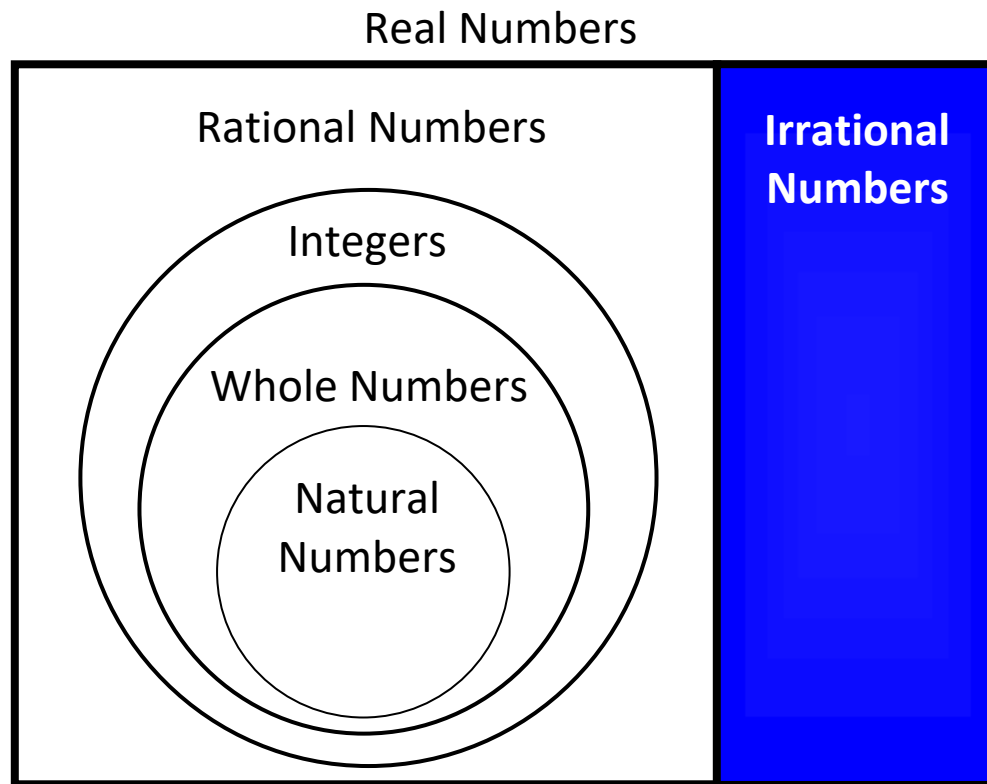 Real Numbers
Rational Numbers
Irrational
Numbers
Integers
Whole Numbers
Natural
Numbers